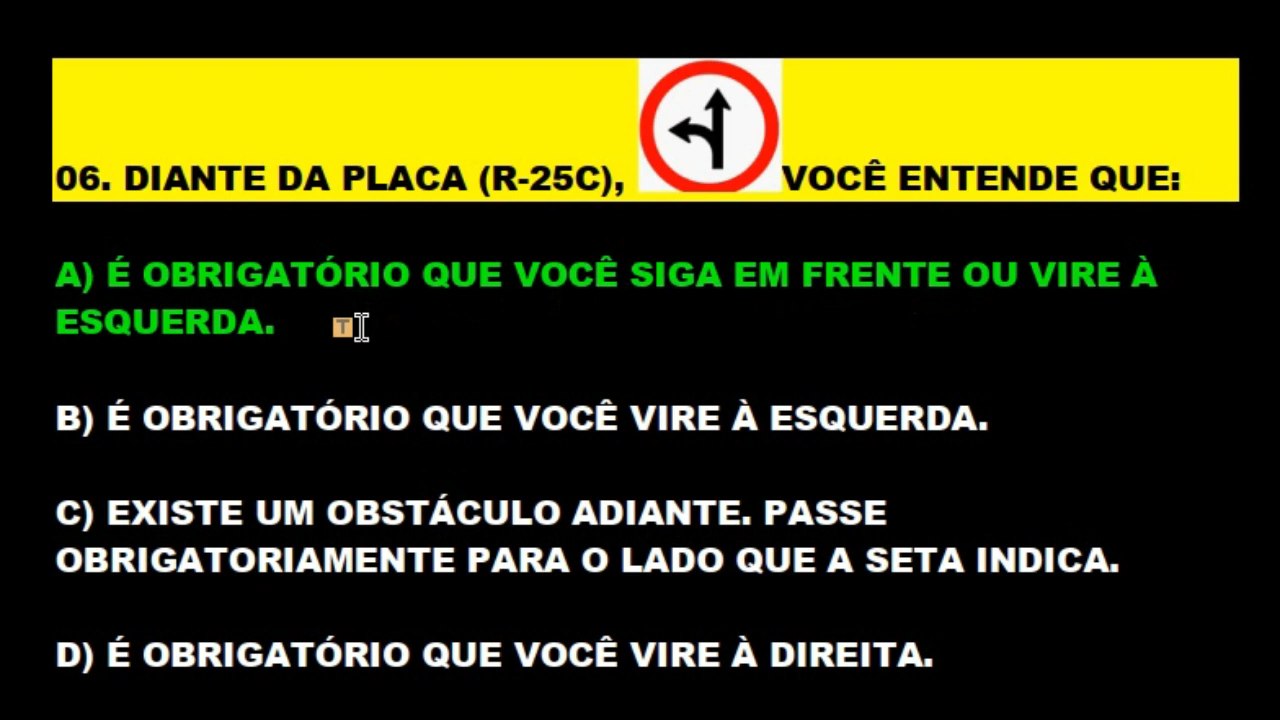 06. DIANTE DA PLACA (R-25C), VOCÊ ENTENDE QUE:
A) É OBRIGATÓRIO QUE VOCÊ SIGA EM FRENTE OU VIRE À
ESQUERDA.
T
B) É OBRIGATÓRIO QUE VOCÊ VIRE À ESQUERDA.
C) EXISTE UM OBSTÁCULO ADIANTE. PASSE
OBRIGATORIAMENTE PARA O LADO QUE A SETA INDICA.
D) É OBRIGATÓRIO QUE VOCÊ VIRE À DIREITA.